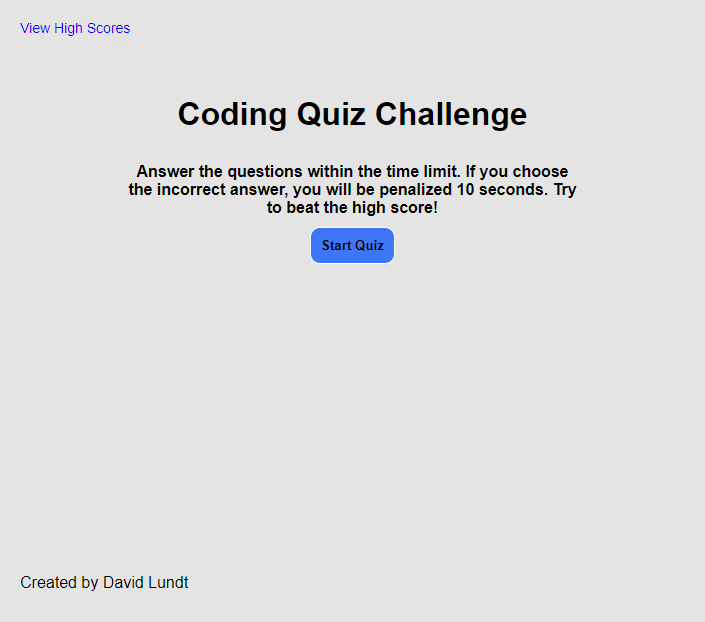 View High Scores
Coding Quiz Challenge
Answer the questions within the time limit. If you choose
the incorrect answer, you will be penalized 10 seconds. Try
to beat the high score!
Start Quiz
Created by David Lundt